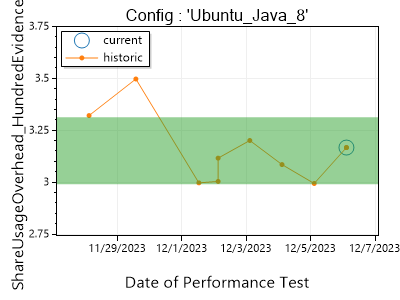 Config : 'Ubuntu_Java_8'
current
historic
ShareUsageOverhead_HundredEvidence
3.75
3.5
3.25
3
2.75
11/29/2023
12/1/2023
12/3/2023
12/5/2023
12/7/2023
Date of Performance Test